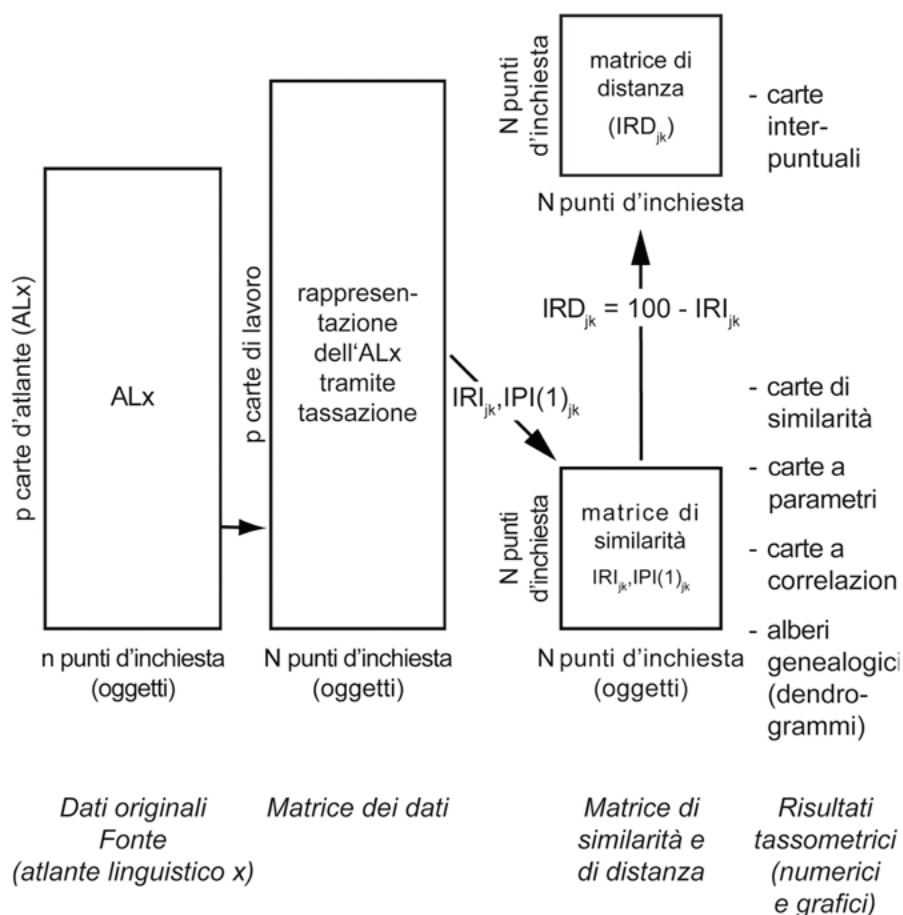 p carte d'atlante (ALx)
ALx
n punti d'inchiesta
(oggetti)
p carte di lavoro
rappresen-
tazione
dell'ALx
tramite
tassazione
N punti d'inchiesta
(oggetti)
IRIjk,IPI(1)jk
N punti
d'inchiesta
matrice di
distanza
(IRDjk)
N punti d'inchiesta
IRDjk = 100 - IRIjk
N punti
d'inchiesta
matrice di
similarità
IRIjk,IPI(1)jk
N punti d'inchiesta
(oggetti)
- carte
inter-
puntuali
- carte di
similarità
- carte a
parametri
- carte a
correlazion
- alberi
genealogici
(dendro-
grammi)
Dati originali
Fonte
(atlante linguistico x)
Matrice dei dati
Matrice di
similarità e
di distanza
Risultati
tassometrici
(numerici
e grafici)